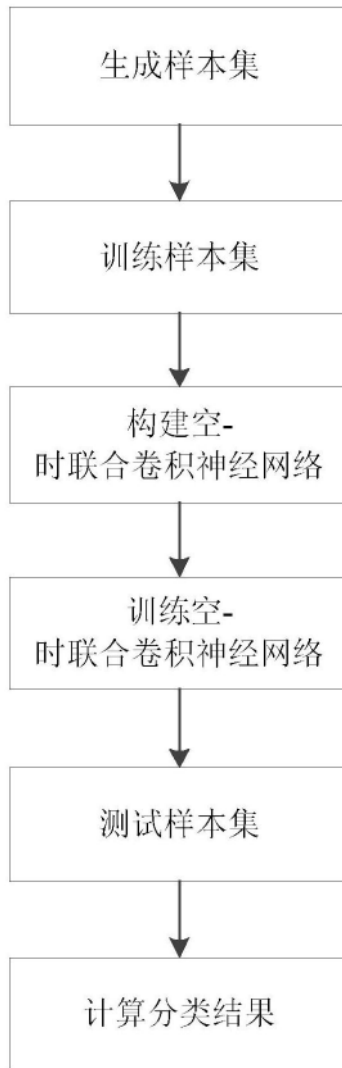 生成样本集
训练样本集
构建空-
时联合卷积神经网络
训练空-
时联合卷积神经网络
测试样本集
计算分类结果